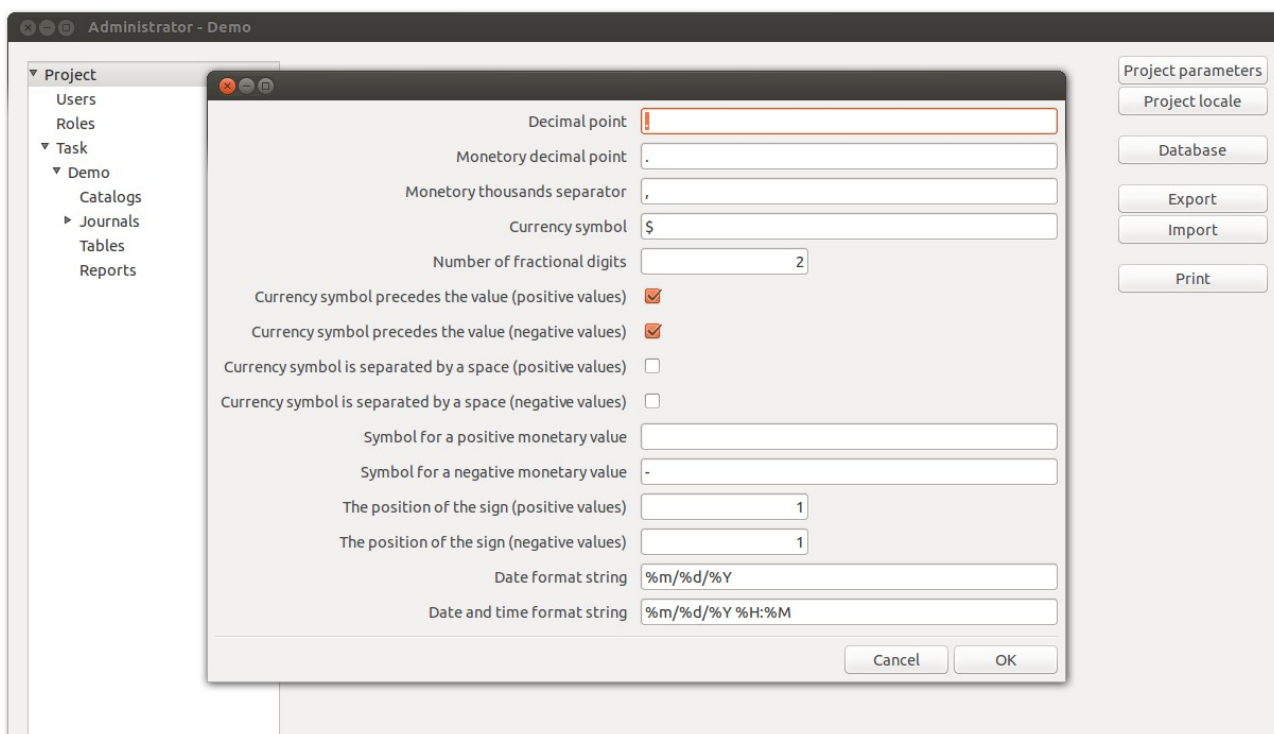 Administrator - Demo
Project
Users
Roles
Task
Demo
Catalogs
Journals
Tables
Reports
Decimal point .
Monetory decimal point .
Monetory thousands separator ,
Currency symbol $
Number of fractional digits 2
Currency symbol precedes the value (positive values)
Currency symbol precedes the value (negative values)
Currency symbol is separated by a space (positive values)
Currency symbol is separated by a space (negative values)
Symbol for a positive monetary value
Symbol for a negative monetary value -
The position of the sign (positive values) 1
The position of the sign (negative values) 1
Date format string %m/%d/%Y
Date and time format string %m/%d/%Y %H:%M
Cancel OK
Project parameters
Project locale
Database
Export
Import
Print